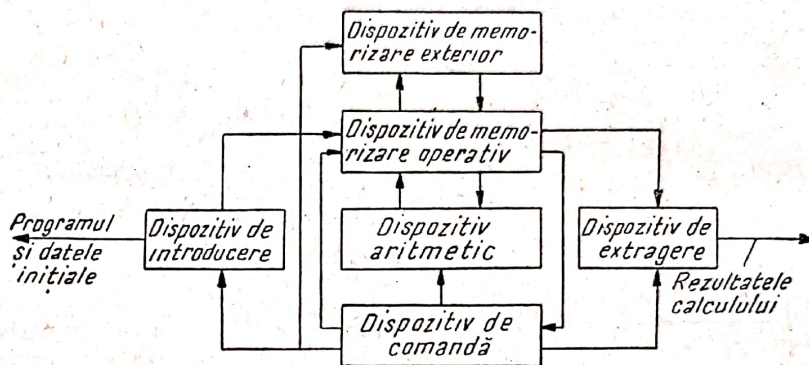 Dispozitiv de memo-
rizare exterior
Dispozitiv de memo-
rizare operativ
Programul
si datele
inițiale
Dispozitiv de
introducere
Dispozitiv
aritmetic
Dispozitiv de
extragere
Rezultatele
calculului
Dispozitiv de
comandă